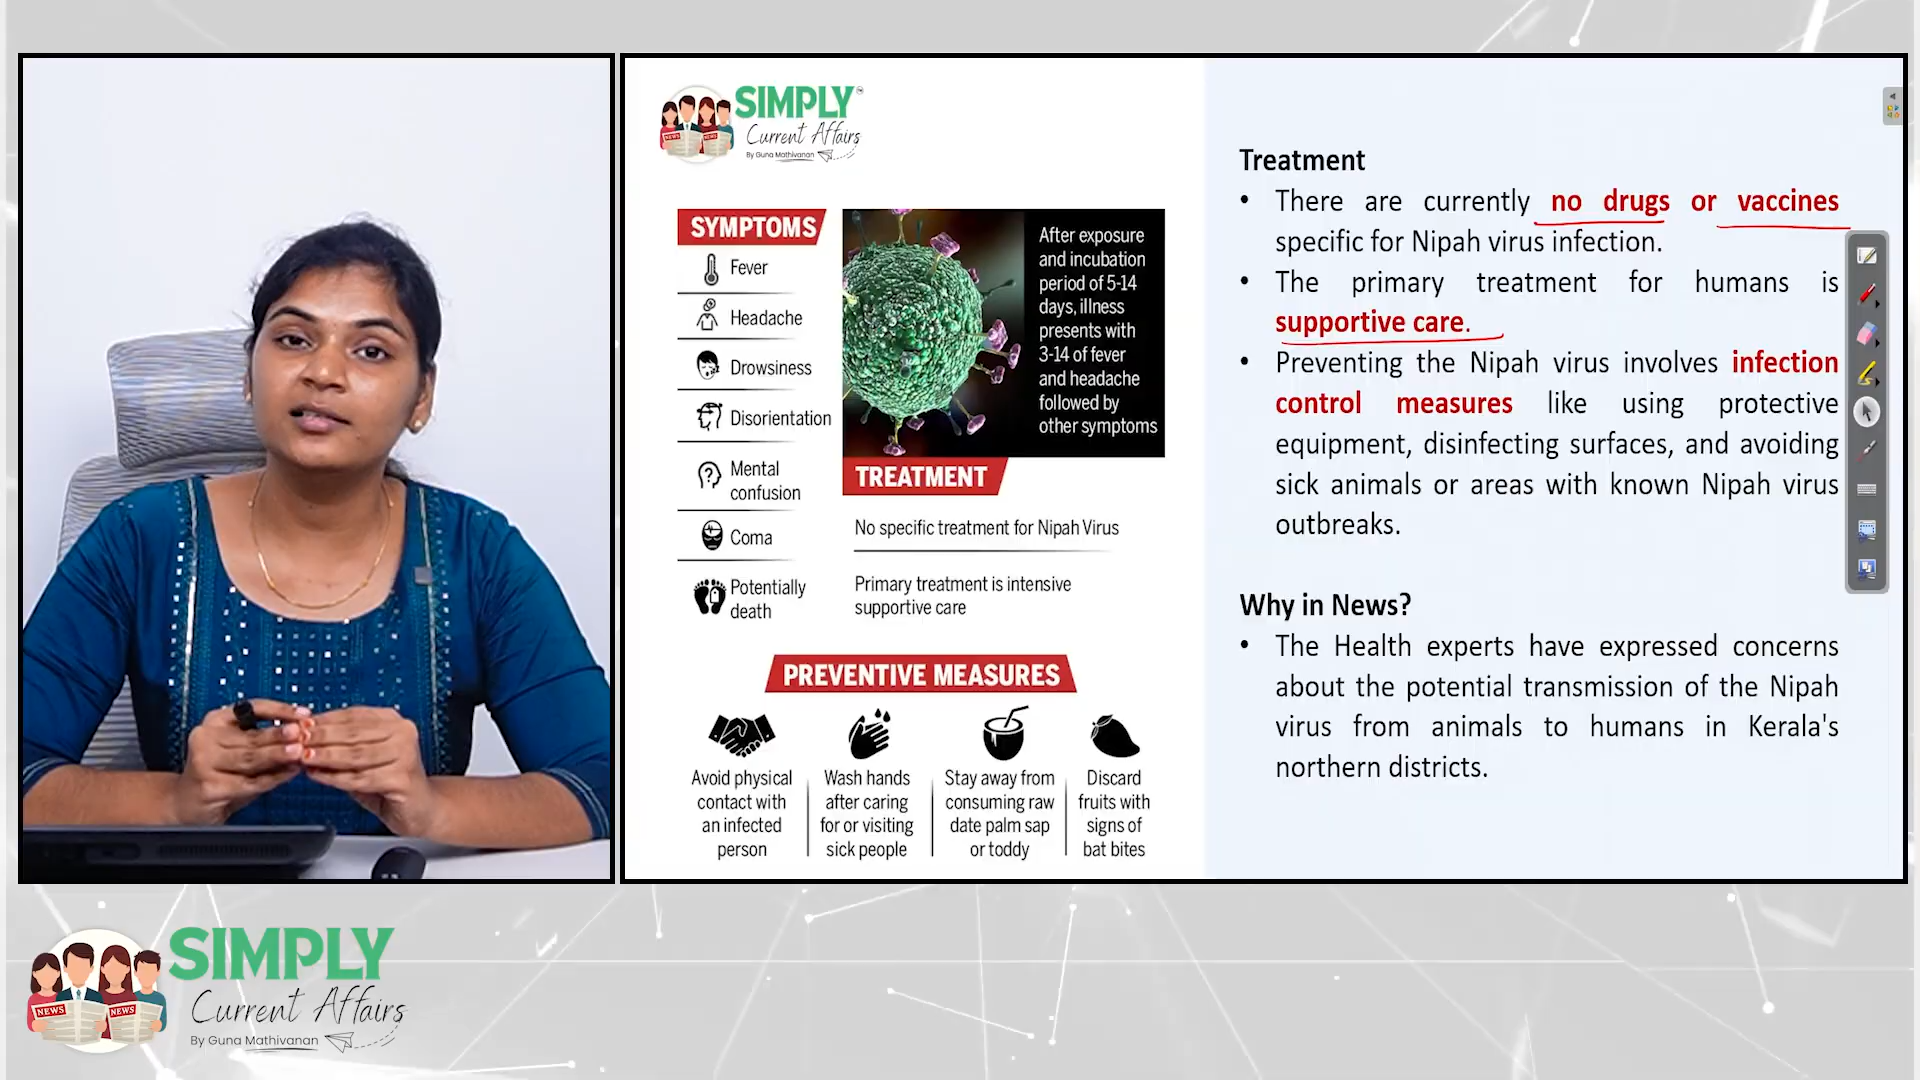 SIMPLY
Current Affairs
By Guna Mathivanan
NEWS
NEWS
SYMPTOMS
Fever
Headache
Drowsiness
Disorientation
Mental
confusion
Coma
Potentially
death
After exposure
and incubation
period of 5-14
days, illness
presents with
3-14 of fever
and headache
followed by
other symptoms
TREATMENT
No specific treatment for Nipah Virus
Primary treatment is intensive
supportive care
PREVENTIVE MEASURES
Avoid physical
contact with
an infected
person
Wash hands
after caring
for or visiting
sick people
Stay away from
consuming raw
date palm sap
or toddy
Discard
fruits with
signs of
bat bites
Treatment
• There are currently no drugs or vaccines
specific for Nipah virus infection.
• The primary treatment for humans is
supportive care.
• Preventing the Nipah virus involves infection
control measures like using protective
equipment, disinfecting surfaces, and avoiding
sick animals or areas with known Nipah virus
outbreaks.
Why in News?
• The Health experts have expressed concerns
about the potential transmission of the Nipah
virus from animals to humans in Kerala's
northern districts.
SIMPLY
Current Affairs
By Guna Mathivanan
NEWS
NEWS